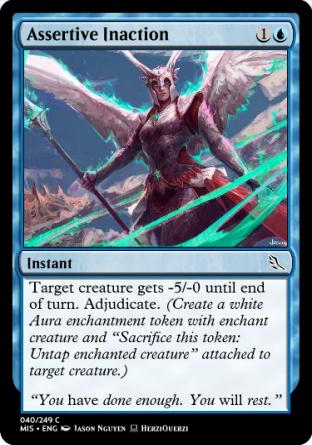 Assertive Inaction 1
Instant
Target creature gets -5/-0 until end
of turn. Adjudicate. (Create a white
Aura enchantment token with enchant
creature and “Sacrifice this token:
Untap enchanted creature” attached to
target creature.)
“You have done enough. You will rest.”
040/249 C
MIS • ENG Jason Nguyen HerziQuerzi